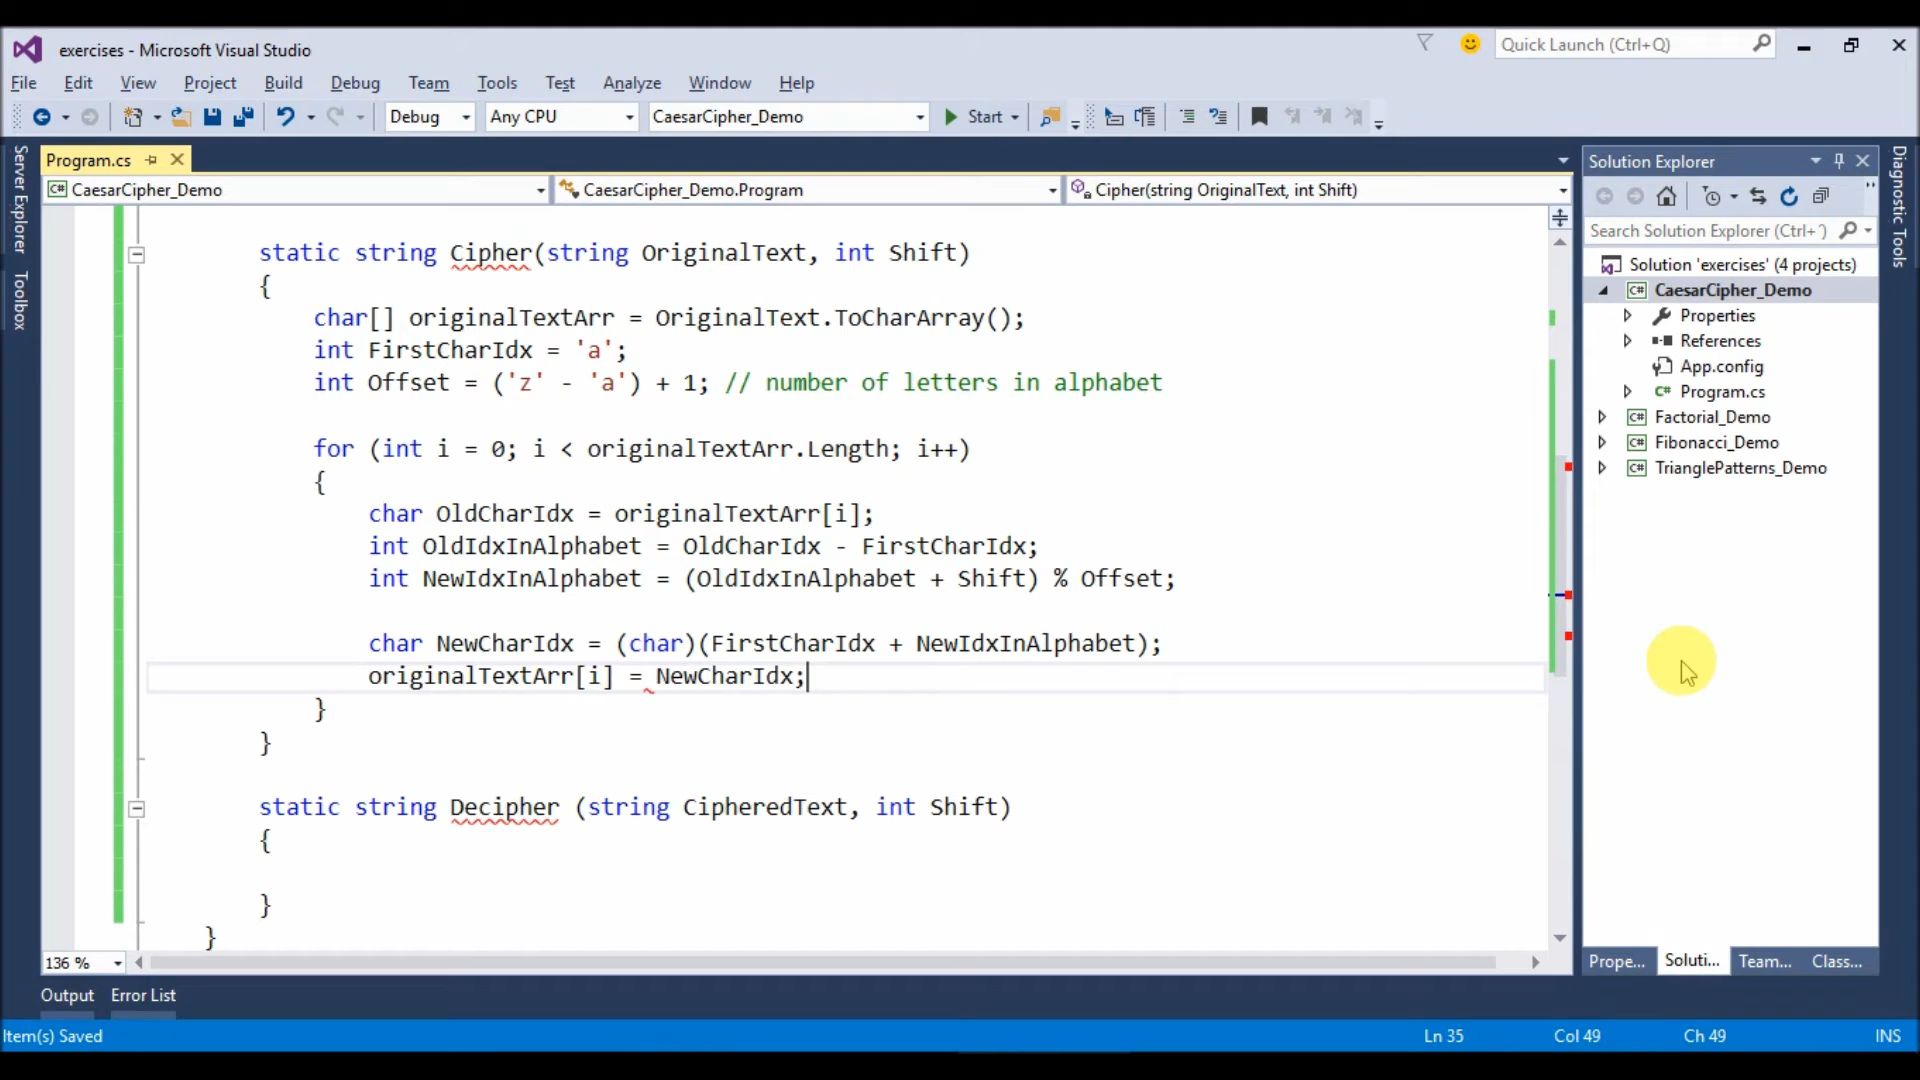 exercises - Microsoft Visual Studio
Quick Launch (Ctrl+Q)
File Edit View Project Build Debug Team Tools Test Analyze Window Help
Debug Any CPU CaesarCipher_Demo Start
Server Explorer
Toolbox
Program.cs
CaesarCipher_Demo CaesarCipher_Demo.Program Cipher(string OriginalText, int Shift)
static string Cipher(string OriginalText, int Shift)
{
char[] originalTextArr = OriginalText.ToCharArray();
int FirstCharIdx = 'a';
int Offset = ('z' - 'a') + 1; // number of letters in alphabet
for (int i = 0; i < originalTextArr.Length; i++)
{
char OldCharIdx = originalTextArr[i];
int OldIdxInAlphabet = OldCharIdx - FirstCharIdx;
int NewIdxInAlphabet = (OldIdxInAlphabet + Shift) % Offset;
char NewCharIdx = (char)(FirstCharIdx + NewIdxInAlphabet);
originalTextArr[i] = NewCharIdx;
}
}
static string Decipher (string CipheredText, int Shift)
{
}
}
136 %
Solution Explorer
Search Solution Explorer (Ctrl+´)
Solution 'exercises' (4 projects)
C# CaesarCipher_Demo
Properties
References
App.config
C# Program.cs
C# Factorial_Demo
C# Fibonacci_Demo
C# TrianglePatterns_Demo
Prope... Soluti... Team... Class...
Diagnostic Tools
Output Error List
Item(s) Saved Ln 35 Col 49 Ch 49 INS